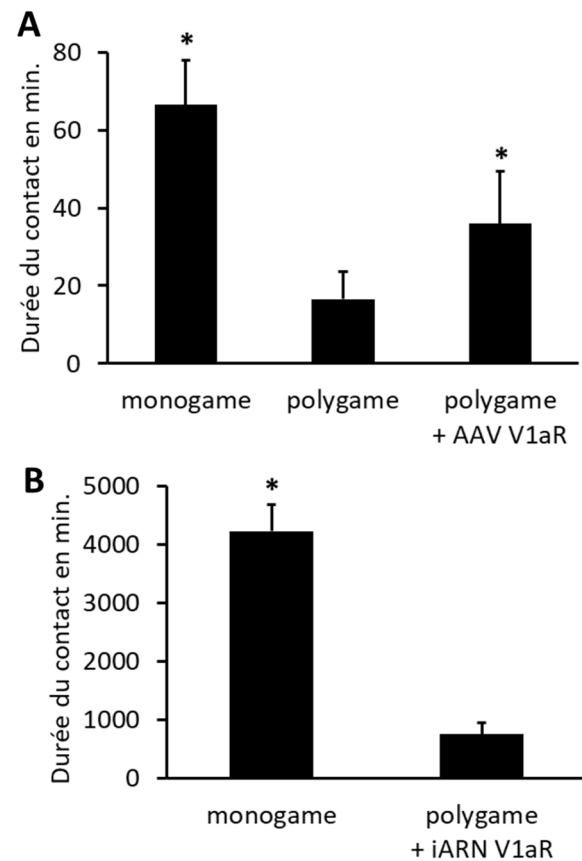 A
Durée du contact en min.
80
60
40
20
0
*
*
monogame
polygame
polygame
+ AAV V1aR
B
Durée du contact en min.
5000
4000
3000
2000
1000
0
*
monogame
polygame
+ iARN V1aR